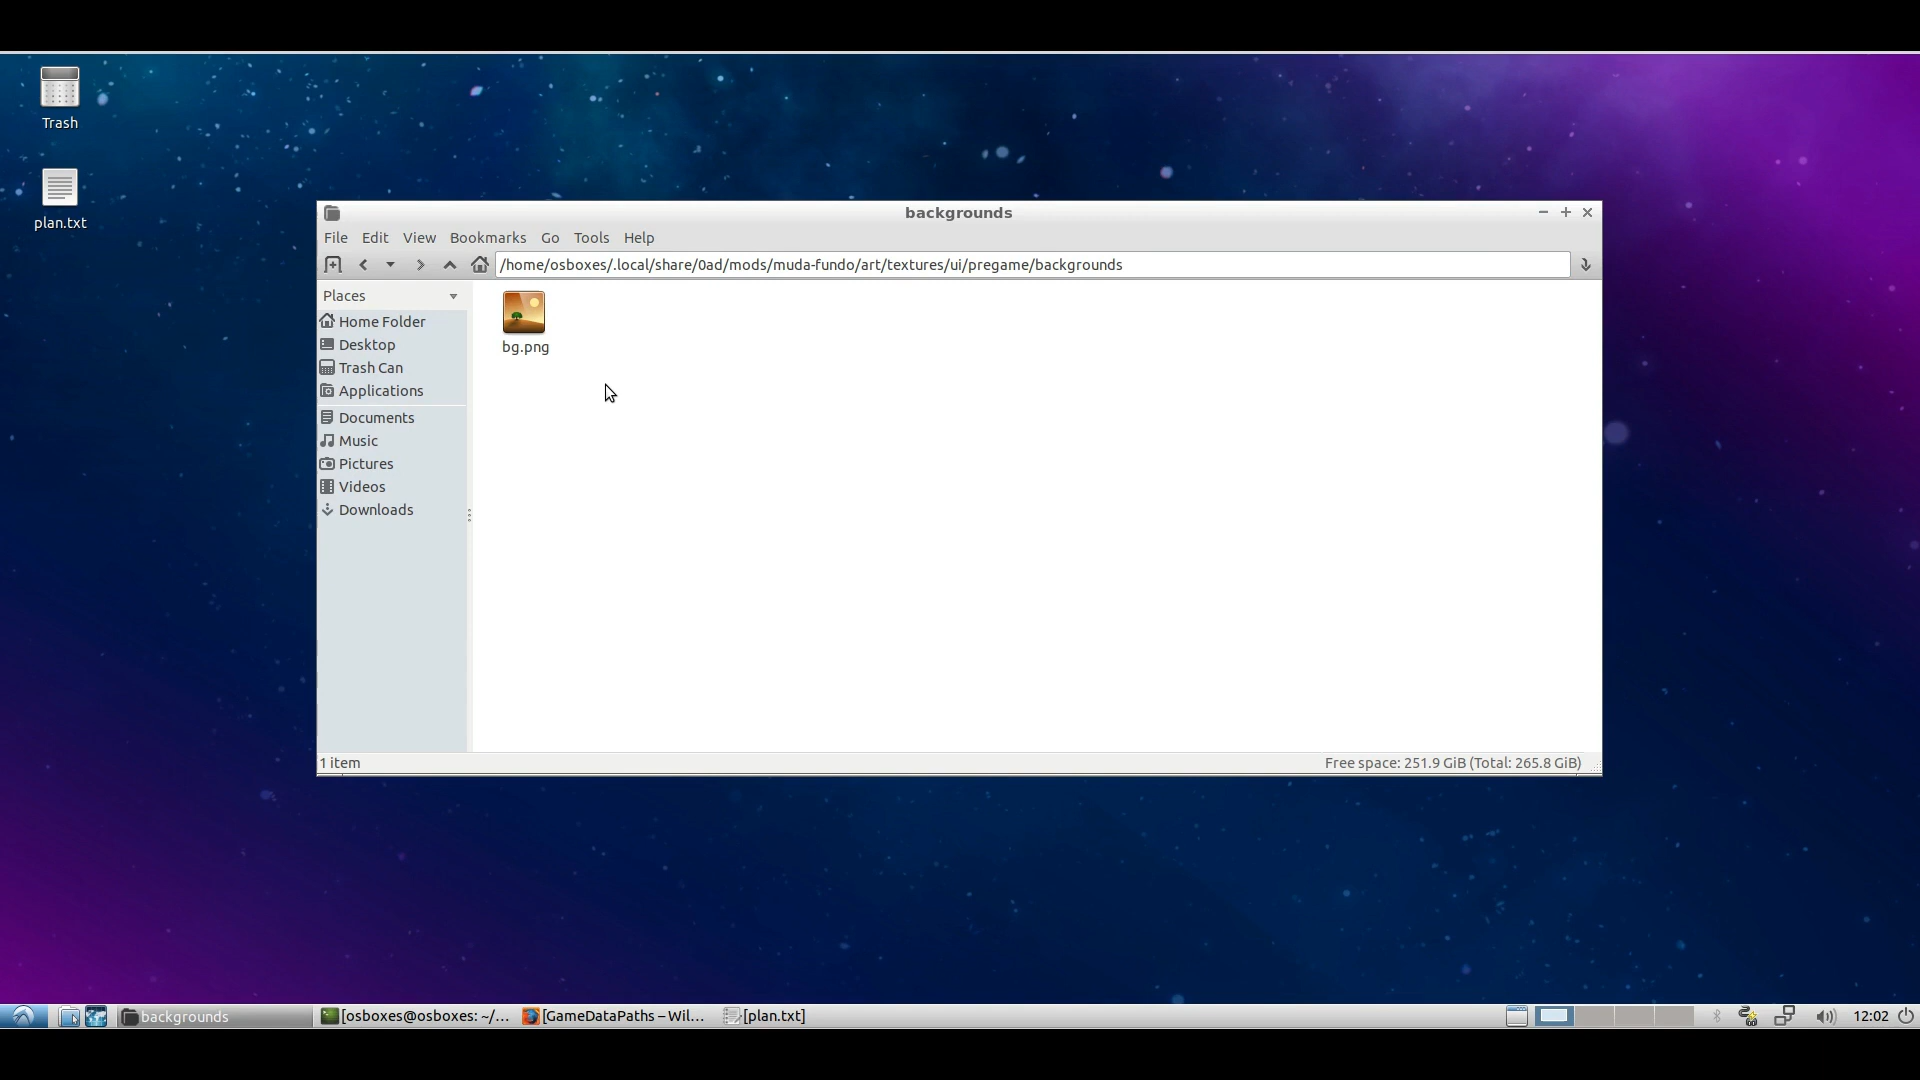 Trash
plan.txt
backgrounds
File Edit View Bookmarks Go Tools Help
/home/osboxes/.local/share/0ad/mods/muda-fundo/art/textures/ui/pregame/backgrounds
Places
Home Folder
Desktop
Trash Can
Applications
Documents
Music
Pictures
Videos
Downloads
bg.png
1 item
Free space: 251.9 GiB (Total: 265.8 GiB)
backgrounds
[osboxes@osboxes: ~/...
[GameDataPaths – Wil...
[plan.txt]
12:02